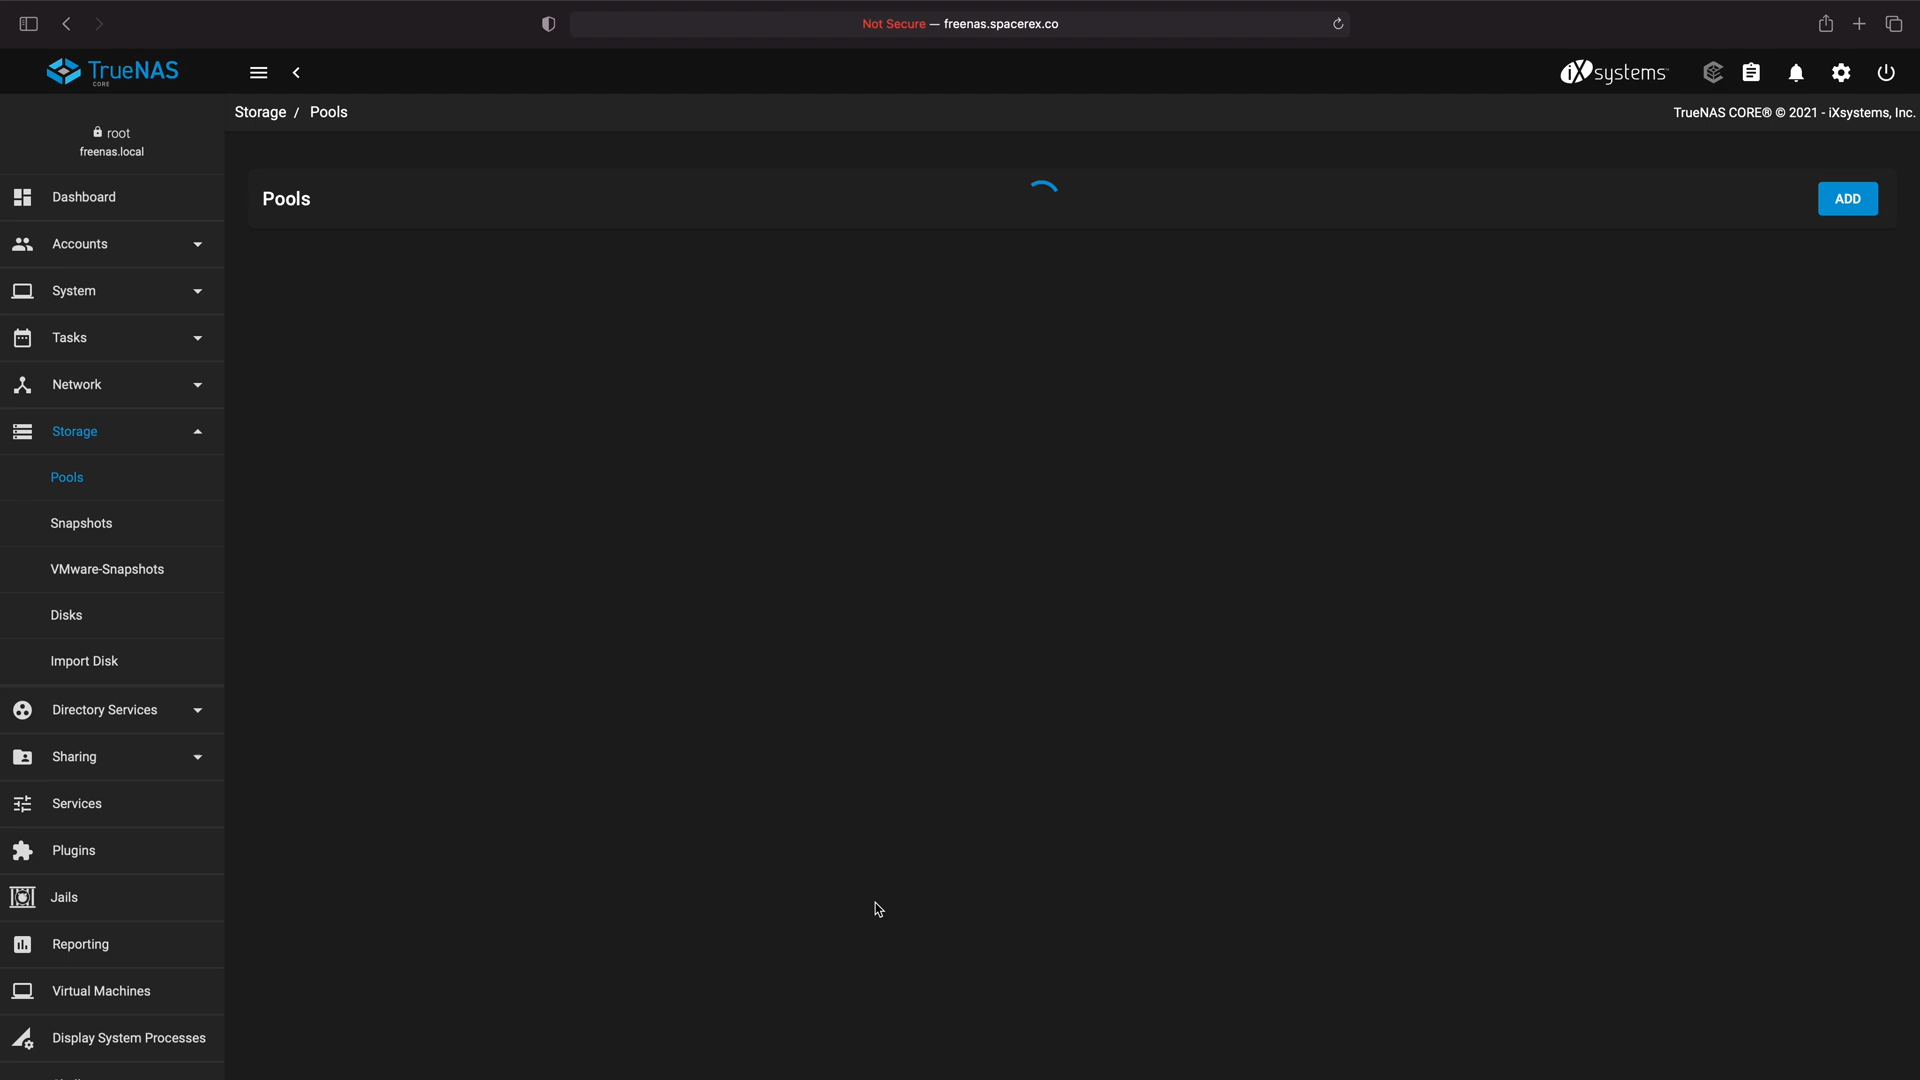 Not Secure — freenas.spacerex.co
TrueNAS
CORE
iXsystems
Storage / Pools
TrueNAS CORE® © 2021 - iXsystems, Inc.
root
freenas.local
Pools
ADD
Dashboard
Accounts
System
Tasks
Network
Storage
Pools
Snapshots
VMware-Snapshots
Disks
Import Disk
Directory Services
Sharing
Services
Plugins
Jails
Reporting
Virtual Machines
Display System Processes